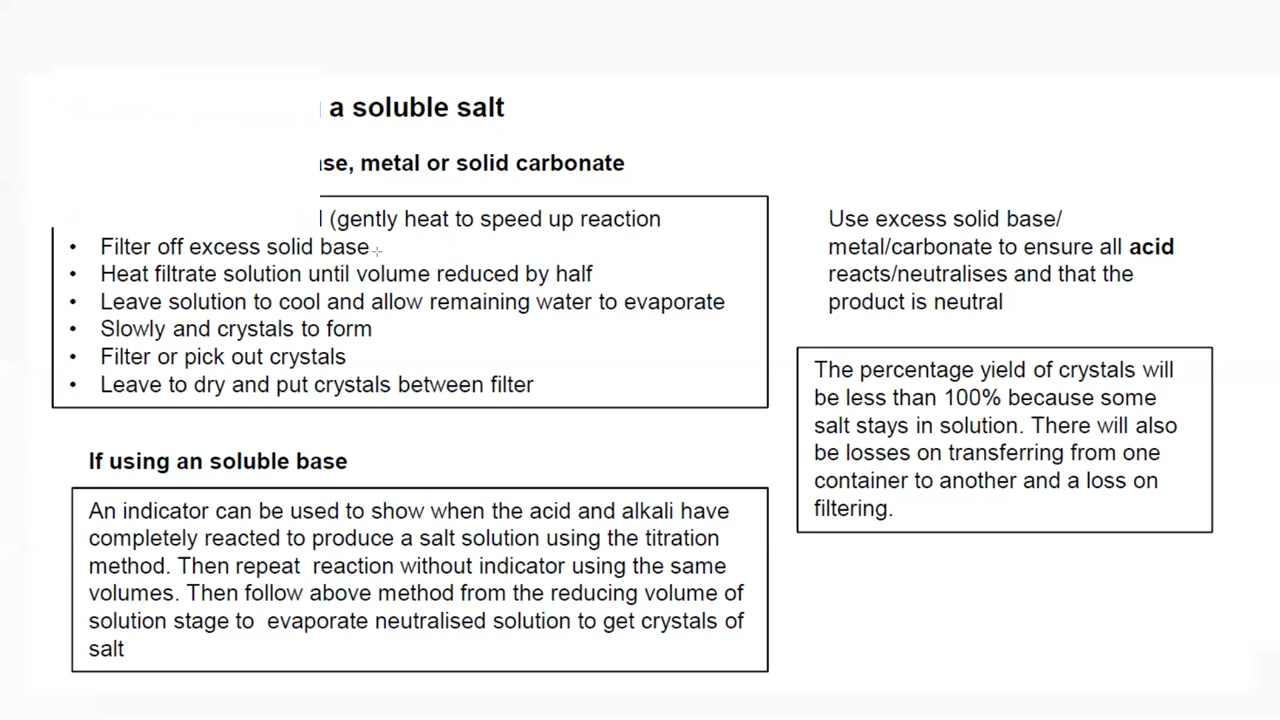 a soluble salt
se, metal or solid carbonate
(gently heat to speed up reaction
• Filter off excess solid base
• Heat filtrate solution until volume reduced by half
• Leave solution to cool and allow remaining water to evaporate
• Slowly and crystals to form
• Filter or pick out crystals
• Leave to dry and put crystals between filter
If using an soluble base
An indicator can be used to show when the acid and alkali have
completely reacted to produce a salt solution using the titration
method. Then repeat reaction without indicator using the same
volumes. Then follow above method from the reducing volume of
solution stage to evaporate neutralised solution to get crystals of
salt
Use excess solid base/
metal/carbonate to ensure all acid
reacts/neutralises and that the
product is neutral
The percentage yield of crystals will
be less than 100% because some
salt stays in solution. There will also
be losses on transferring from one
container to another and a loss on
filtering.